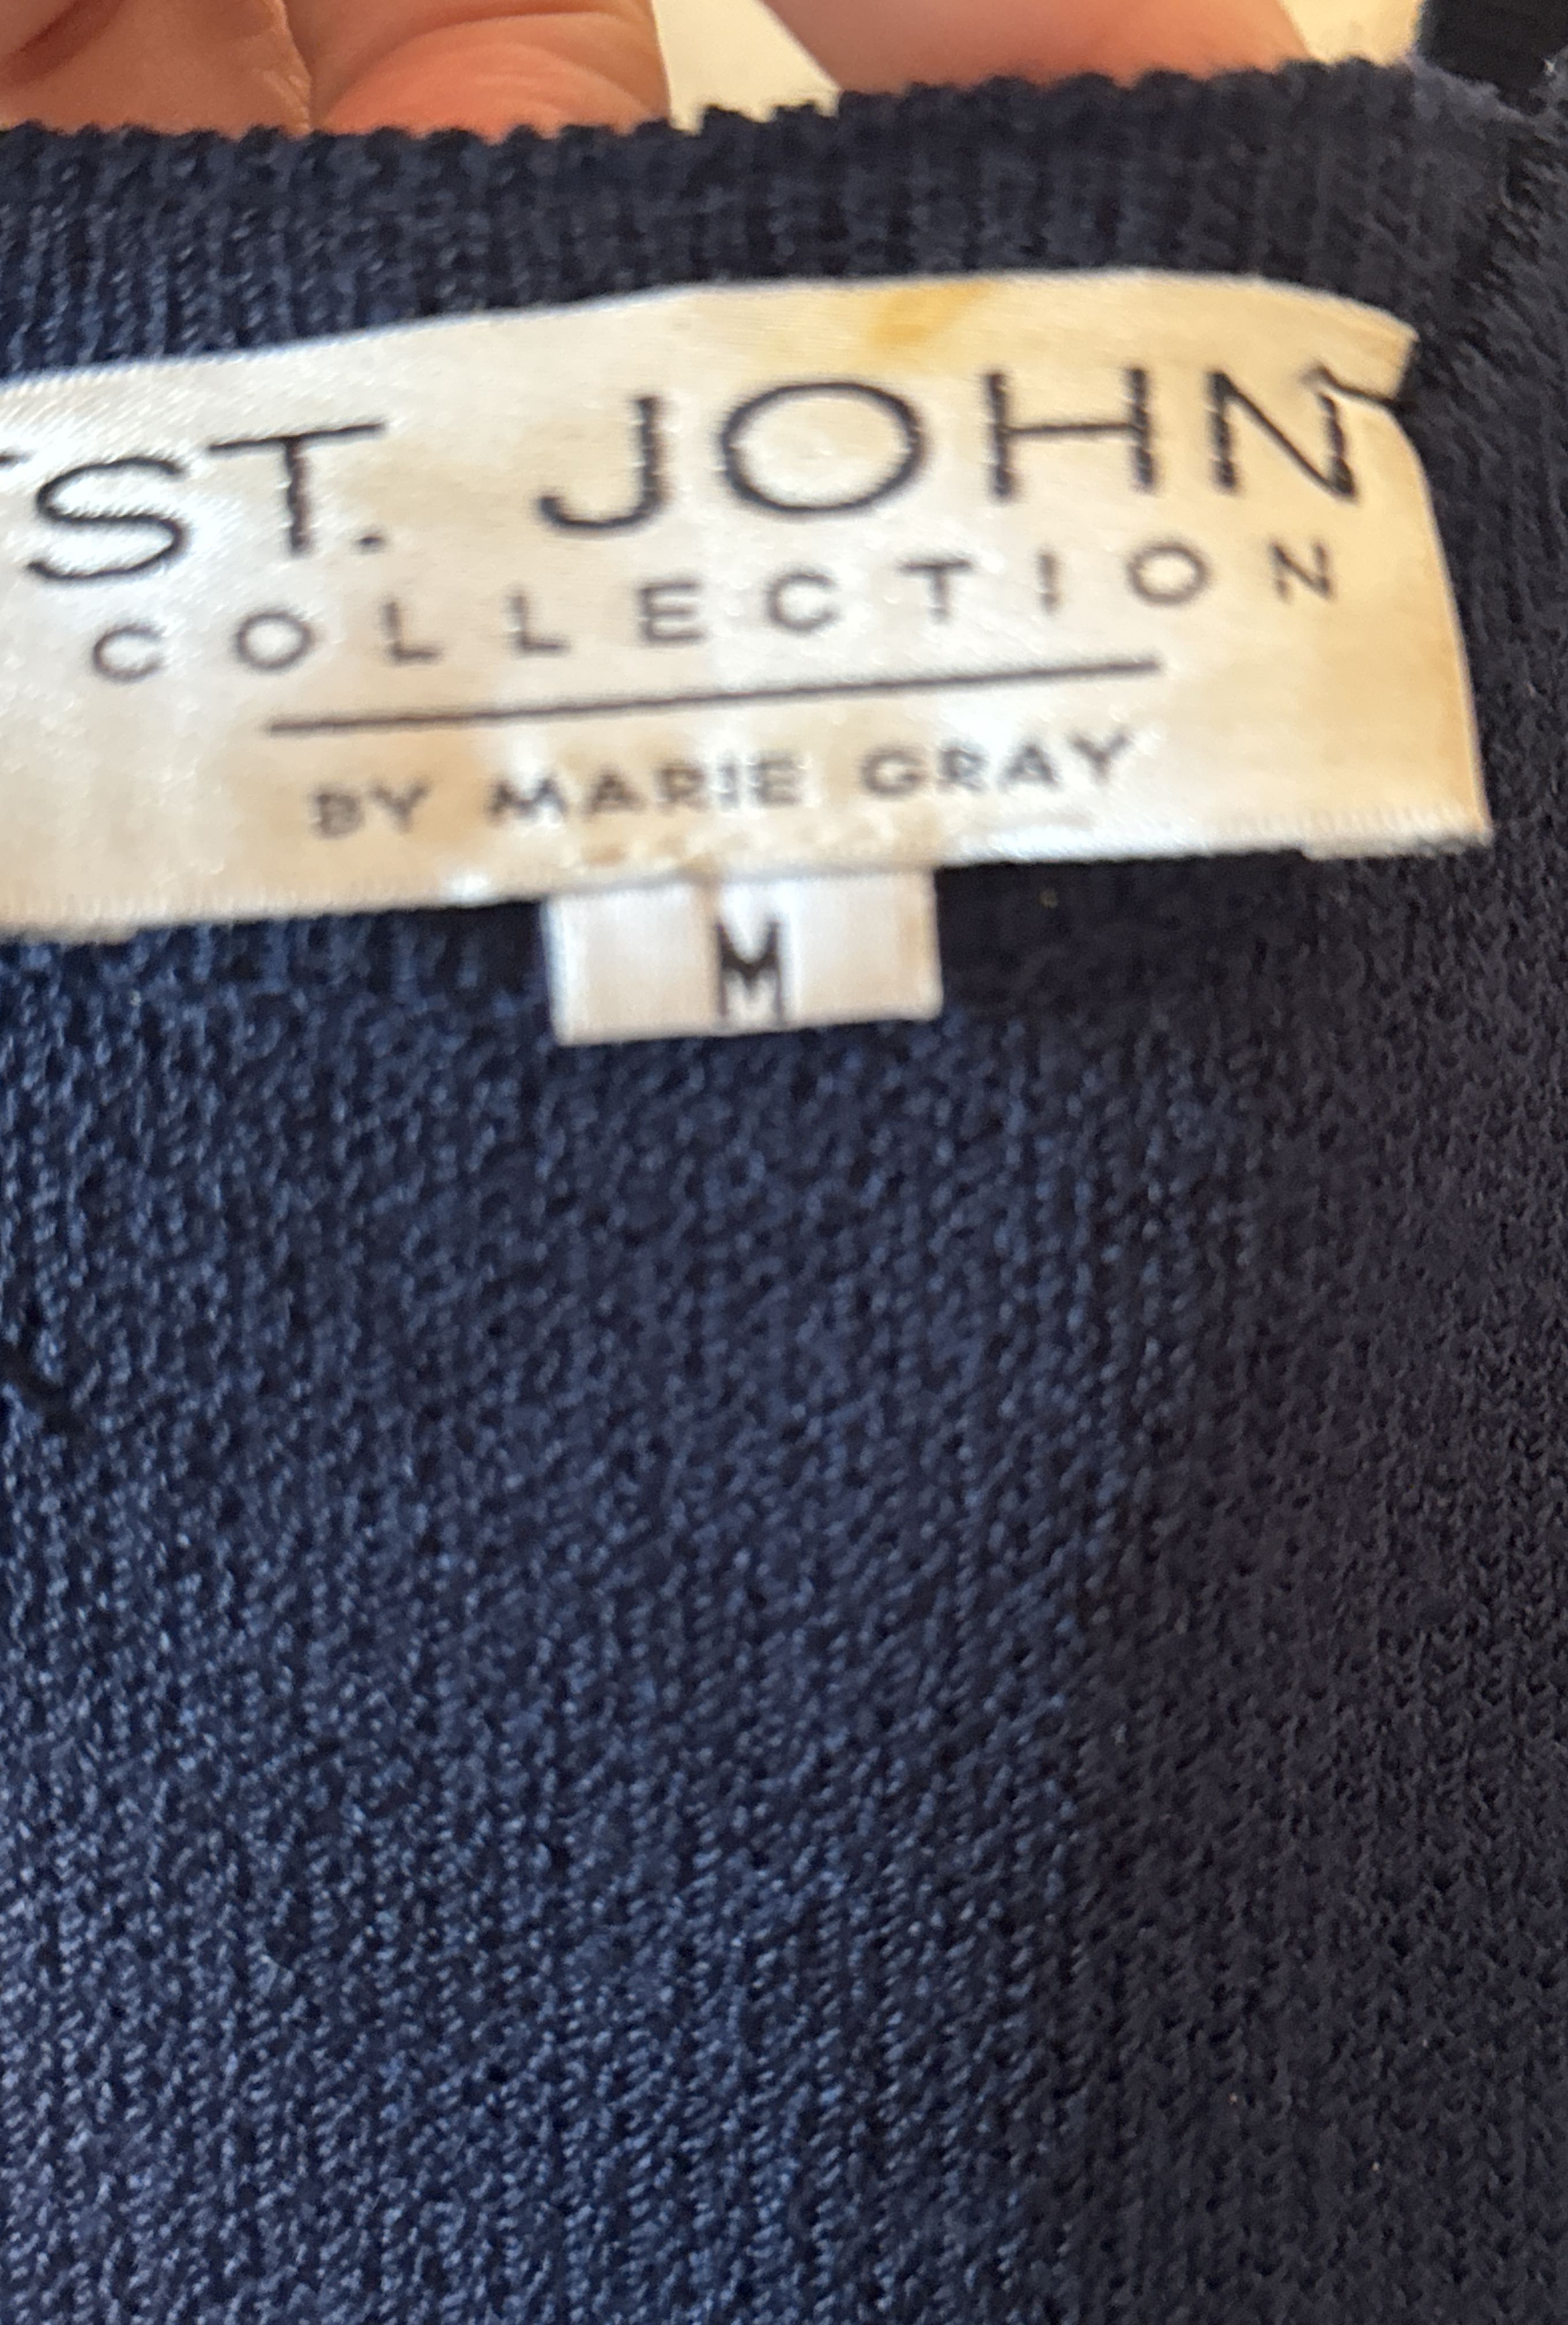 ST. JOHN
COLLECTION
BY MARIE GRAY
M